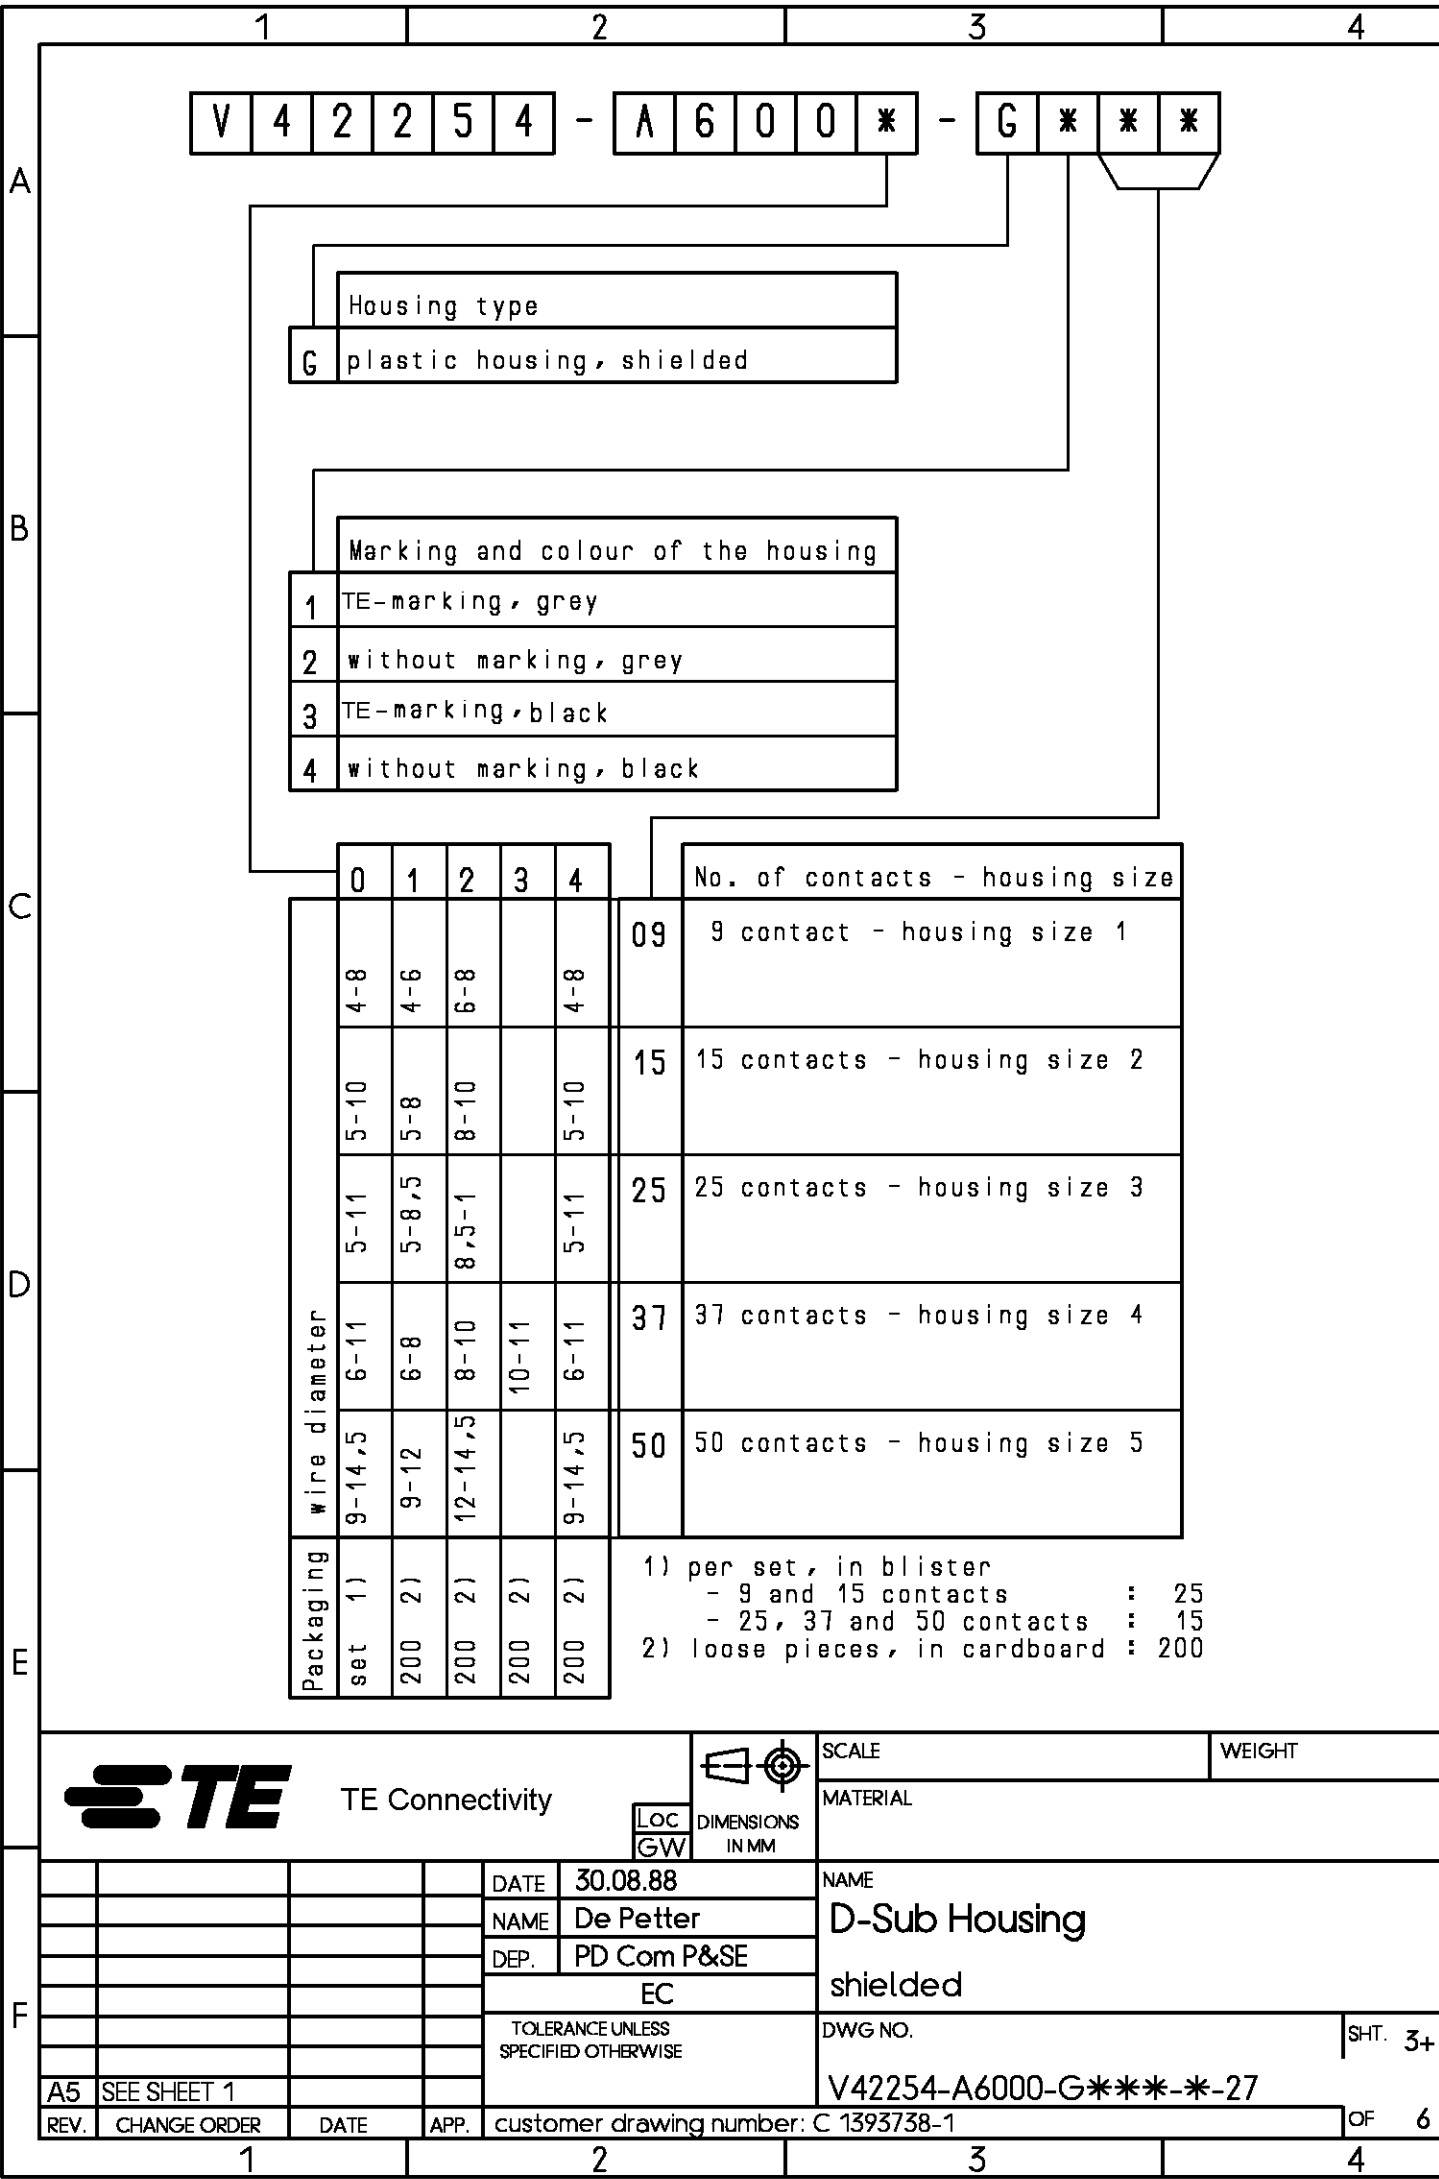 1 2 3 4
V 4 2 2 5 4 - A 6 0 0 * - G * * *
A
Housing type
G plastic housing, shielded
B
Marking and colour of the housing
1 TE-marking, grey
2 without marking, grey
3 TE-marking, black
4 without marking, black
C
0 1 2 3 4
No. of contacts - housing size
4-8 4-6 6-8 4-8 09 9 contact - housing size 1
5-10 5-8 8-10 5-10 15 15 contacts - housing size 2
5-11 5-8,5 8,5-1 5-11 25 25 contacts - housing size 3
D
wire diameter
6-11 6-8 8-10 10-11 6-11 37 37 contacts - housing size 4
9-14,5 9-12 12-14,5 9-14,5 50 50 contacts - housing size 5
Packaging
set 1) 200 2) 200 2) 200 2) 200 2)
1) per set, in blister
- 9 and 15 contacts : 25
- 25, 37 and 50 contacts : 15
2) loose pieces, in cardboard : 200
E
TE TE Connectivity
Loc
GW
DIMENSIONS
IN MM
SCALE
WEIGHT
MATERIAL
DATE 30.08.88
NAME De Petter
DEP. PD Com P&SE
EC
NAME
D-Sub Housing
shielded
F
TOLERANCE UNLESS
SPECIFIED OTHERWISE
DWG NO.
V42254-A6000-G***-*-27
SHT. 3+
OF 6
A5 SEE SHEET 1
REV. CHANGE ORDER DATE APP.
customer drawing number: C 1393738-1
1 2 3 4